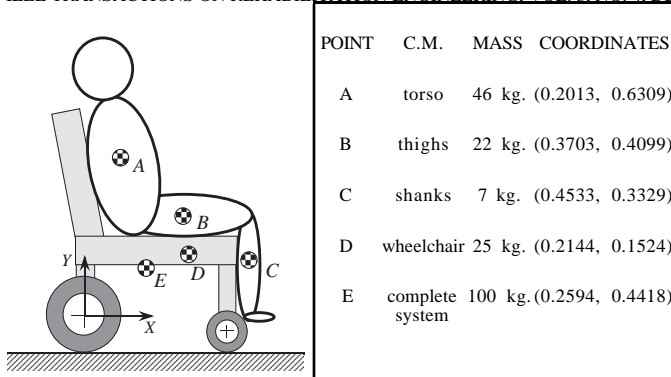 POINT C.M. MASS COORDINATES
A torso 46 kg. (0.2013, 0.6309)
B thighs 22 kg. (0.3703, 0.4099)
C shanks 7 kg. (0.4533, 0.3329)
D wheelchair 25 kg. (0.2144, 0.1524)
E complete 100 kg. (0.2594, 0.4418)
system
A
B
Y E D C
X